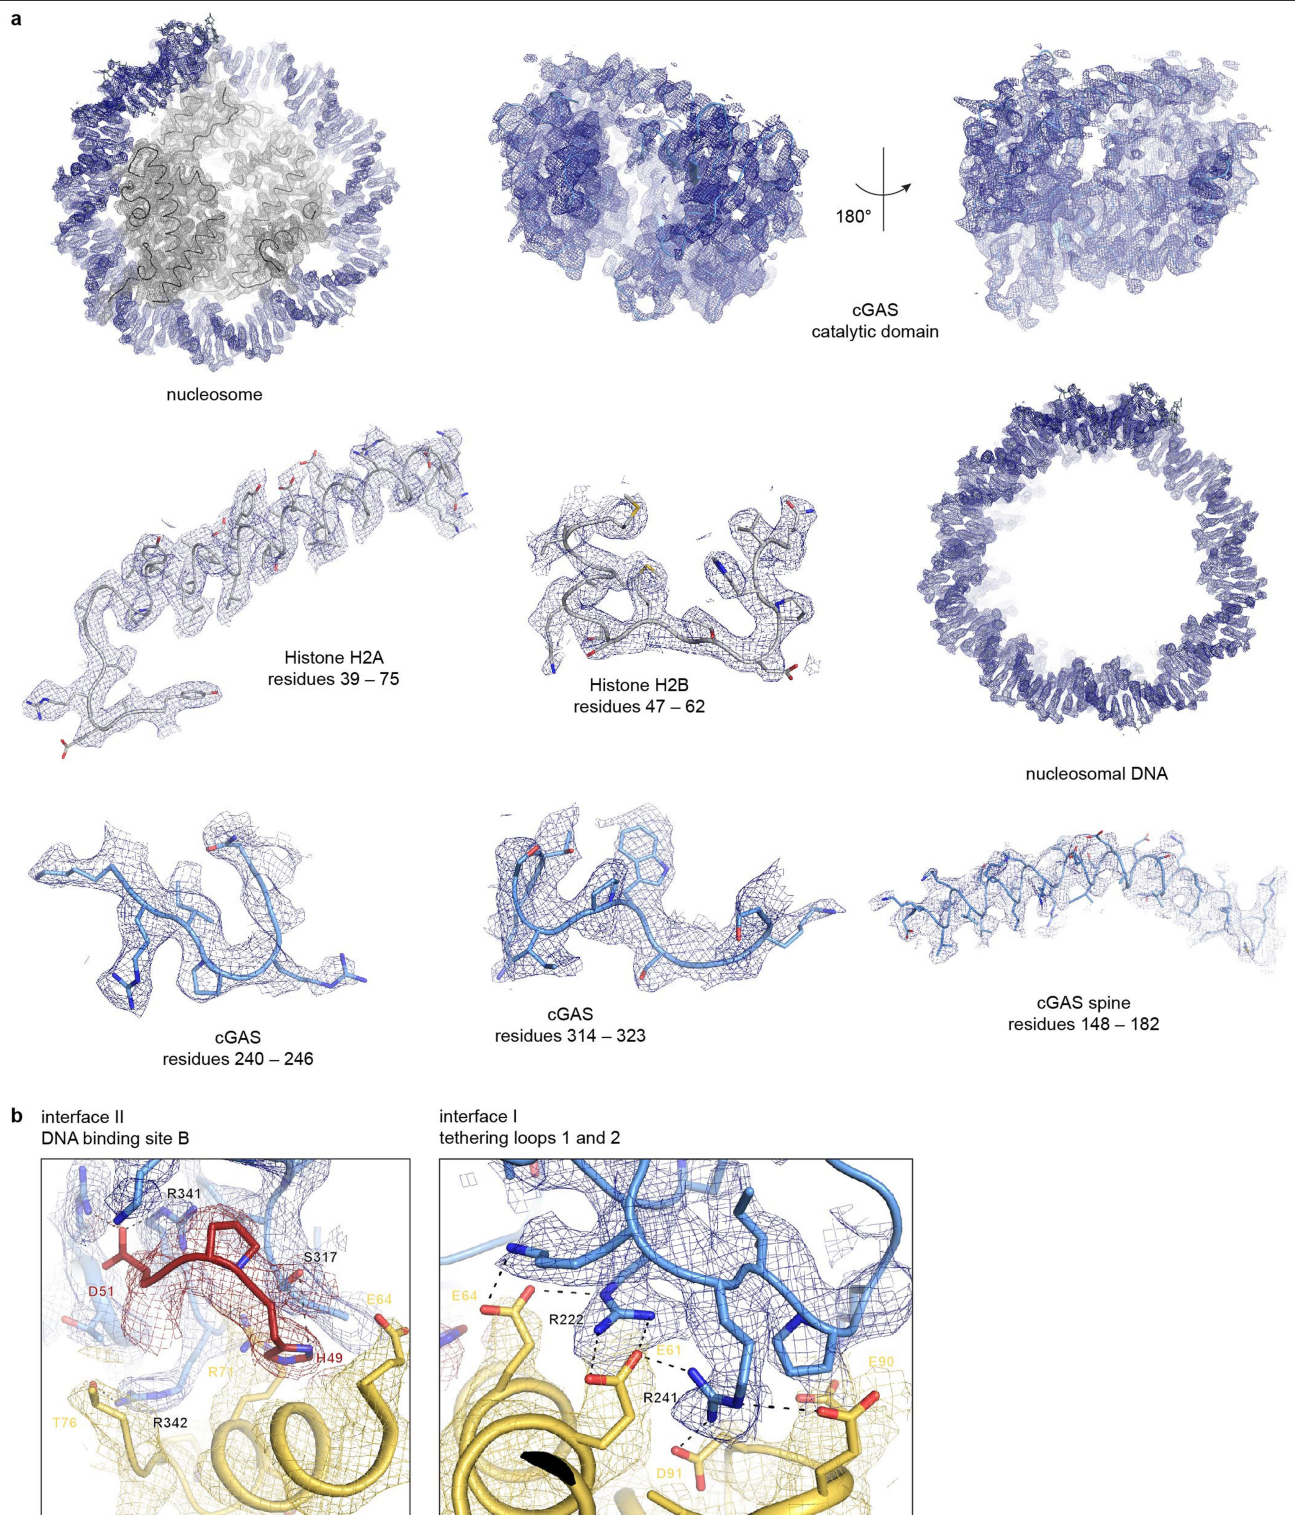 a
180°
cGAS
catalytic domain
nucleosome
Histone H2A
residues 39 – 75
Histone H2B
residues 47 – 62
nucleosomal DNA
cGAS
residues 240 – 246
cGAS
residues 314 – 323
cGAS spine
residues 148 – 182
b
interface II
DNA binding site B
R341
S317
D51
E64
H49
R71
T76
R342
interface I
tethering loops 1 and 2
E64
R222
E61
E90
R241
D91